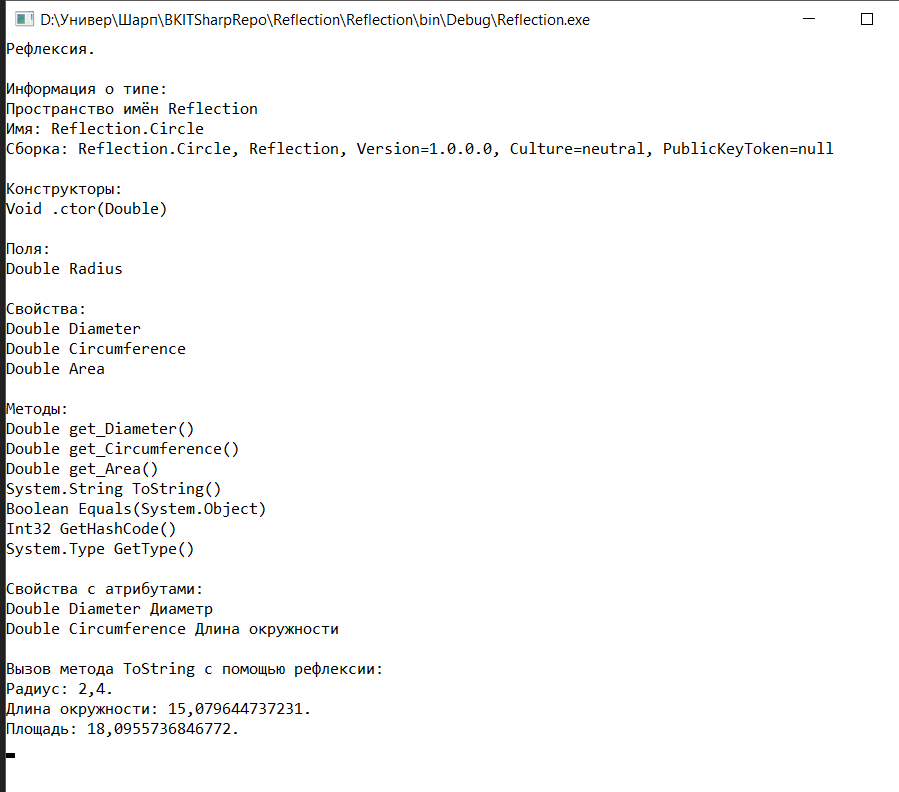 D:\Универ\Шарп\BKITSharpRepo\Reflection\Reflection\bin\Debug\Reflection.exe
Рефлексия.
Информация о типе:
Пространство имён Reflection
Имя: Reflection.Circle
Сборка: Reflection.Circle, Reflection, Version=1.0.0.0, Culture=neutral, PublicKeyToken=null
Конструкторы:
Void .ctor(Double)
Поля:
Double Radius
Свойства:
Double Diameter
Double Circumference
Double Area
Методы:
Double get_Diameter()
Double get_Circumference()
Double get_Area()
System.String ToString()
Boolean Equals(System.Object)
Int32 GetHashCode()
System.Type GetType()
Свойства с атрибутами:
Double Diameter Диаметр
Double Circumference Длина окружности
Вызов метода ToString с помощью рефлексии:
Радиус: 2,4.
Длина окружности: 15,079644737231.
Площадь: 18,0955736846772.